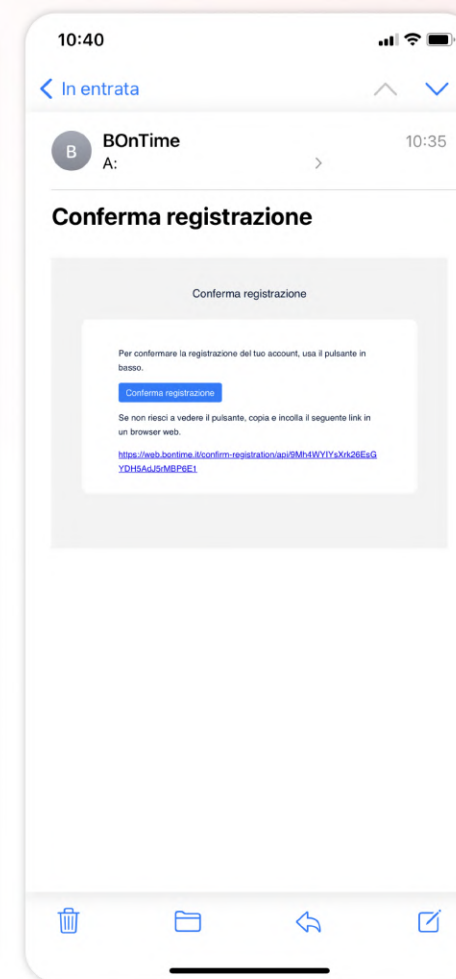 10:40
In entrata
B
BOnTime
10:35
A:
Conferma registrazione
Conferma registrazione
Per confermare la registrazione del tuo account, usa il pulsante in
basso.
Conferma registrazione
Se non riesci a vedere il pulsante, copia e incolla il seguente link in
un browser web.
https://web.bontime.it/confirm-registration/api/9Mh4WYIYsXrk26EsG
YDH5AdJ5rMBP6E1